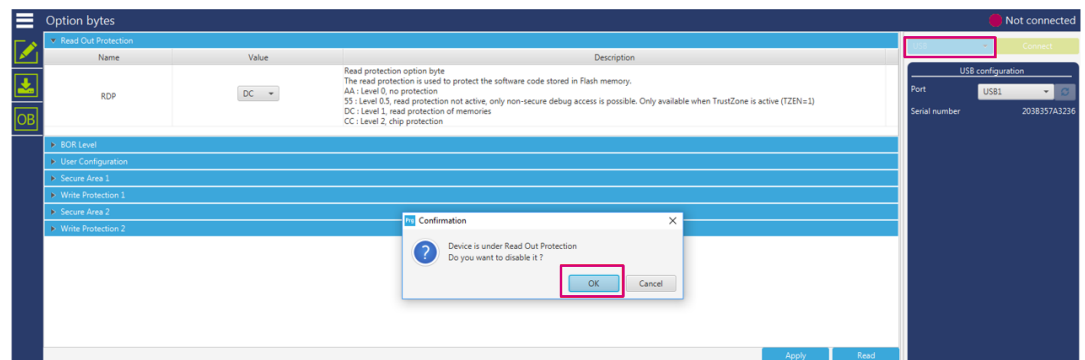 Option bytes
Not connected
Read Out Protection
Name Value Description
RDP
DC
Read protection option byte
The read protection is used to protect the software code stored in Flash memory.
AA : Level 0, no protection
55 : Level 0.5, read protection not active, only non-secure debug access is possible. Only available when TrustZone is active (TZEN=1)
DC : Level 1, read protection of memories
CC : Level 2, chip protection
BOR Level
User Configuration
Secure Area 1
Write Protection 1
Secure Area 2
Write Protection 2
OB
USB
Connect
USB configuration
Port USB1
Serial number 203B357A3236
Prg Confirmation
Device is under Read Out Protection
Do you want to disable it ?
OK Cancel
Apply Read